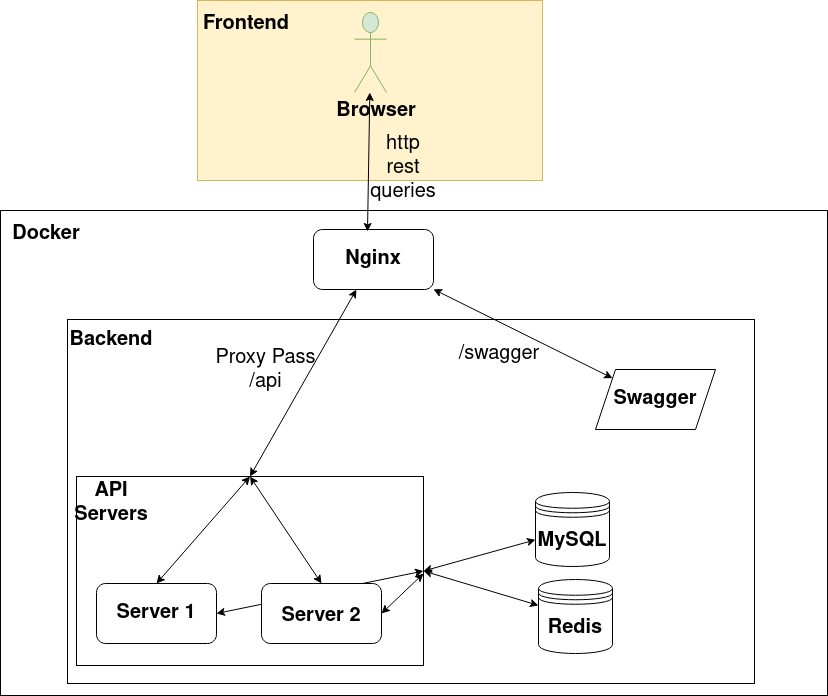 Frontend
Browser
http
rest
queries
Docker
Nginx
Backend
Proxy Pass
/api
/swagger
Swagger
API
Servers
MySQL
Server 1
Server 2
Redis